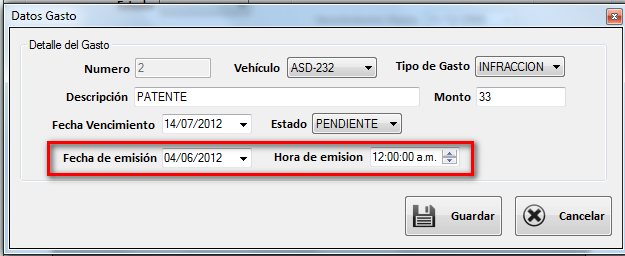 Datos Gasto
Detalle del Gasto
Numero 2 Vehículo ASD-232 Tipo de Gasto INFRACCION
Descripción PATENTE Monto 33
Fecha Vencimiento 14/07/2012 Estado PENDIENTE
Fecha de emisión 04/06/2012 Hora de emision 12:00:00 a.m.
Guardar Cancelar